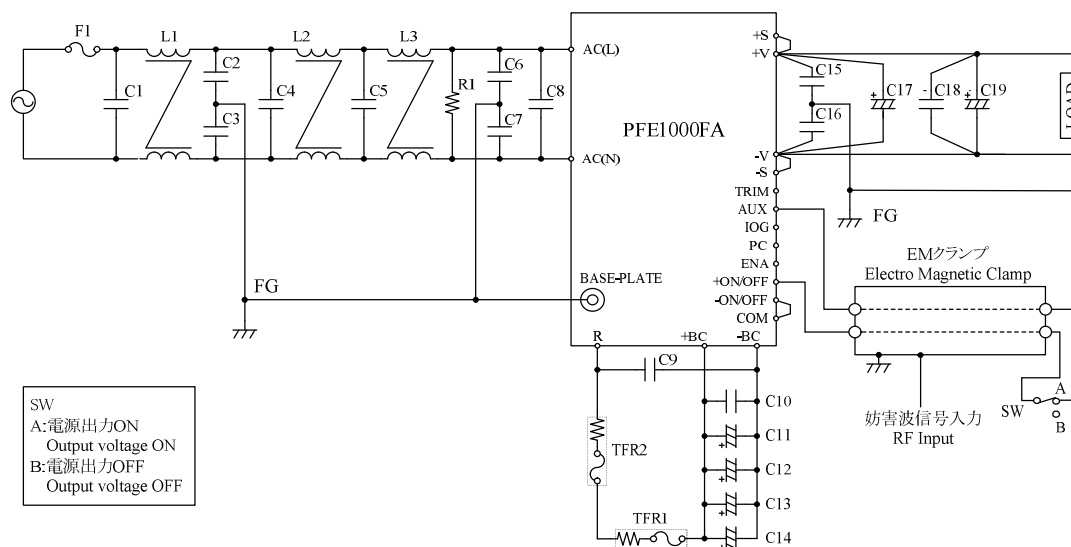 F1
L1
L2
L3
C1
C2
C3
C4
C5
R1
C6
C7
C8
AC(L)
AC(N)
PFE1000FA
BASE-PLATE
FG
+S
+V
-V
-S
TRIM
AUX
IOG
PC
ENA
+ON/OFF
-ON/OFF
COM
R
+BC
-BC
C15
C16
C17
C18
C19
LOAD
FG
EMクランプ
Electro Magnetic Clamp
妨害波信号入力
RF Input
SW
A
B
C9
C10
C11
C12
C13
C14
TFR2
TFR1
SW
A:電源出力ON
Output voltage ON
B:電源出力OFF
Output voltage OFF